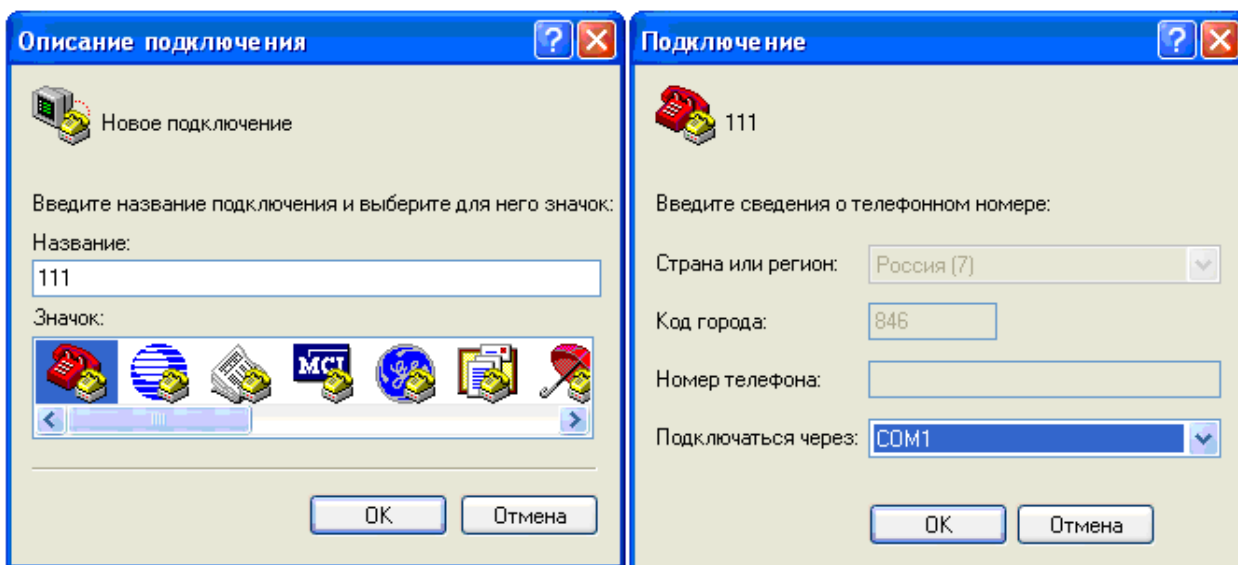 Описание подключения
Новое подключение
Введите название подключения и выберите для него значок:
Название:
111
Значок:
MCI
OK
Отмена
Подключение
111
Введите сведения о телефонном номере:
Страна или регион:
Россия (7)
Код города:
846
Номер телефона:
Подключаться через:
COM1
OK
Отмена